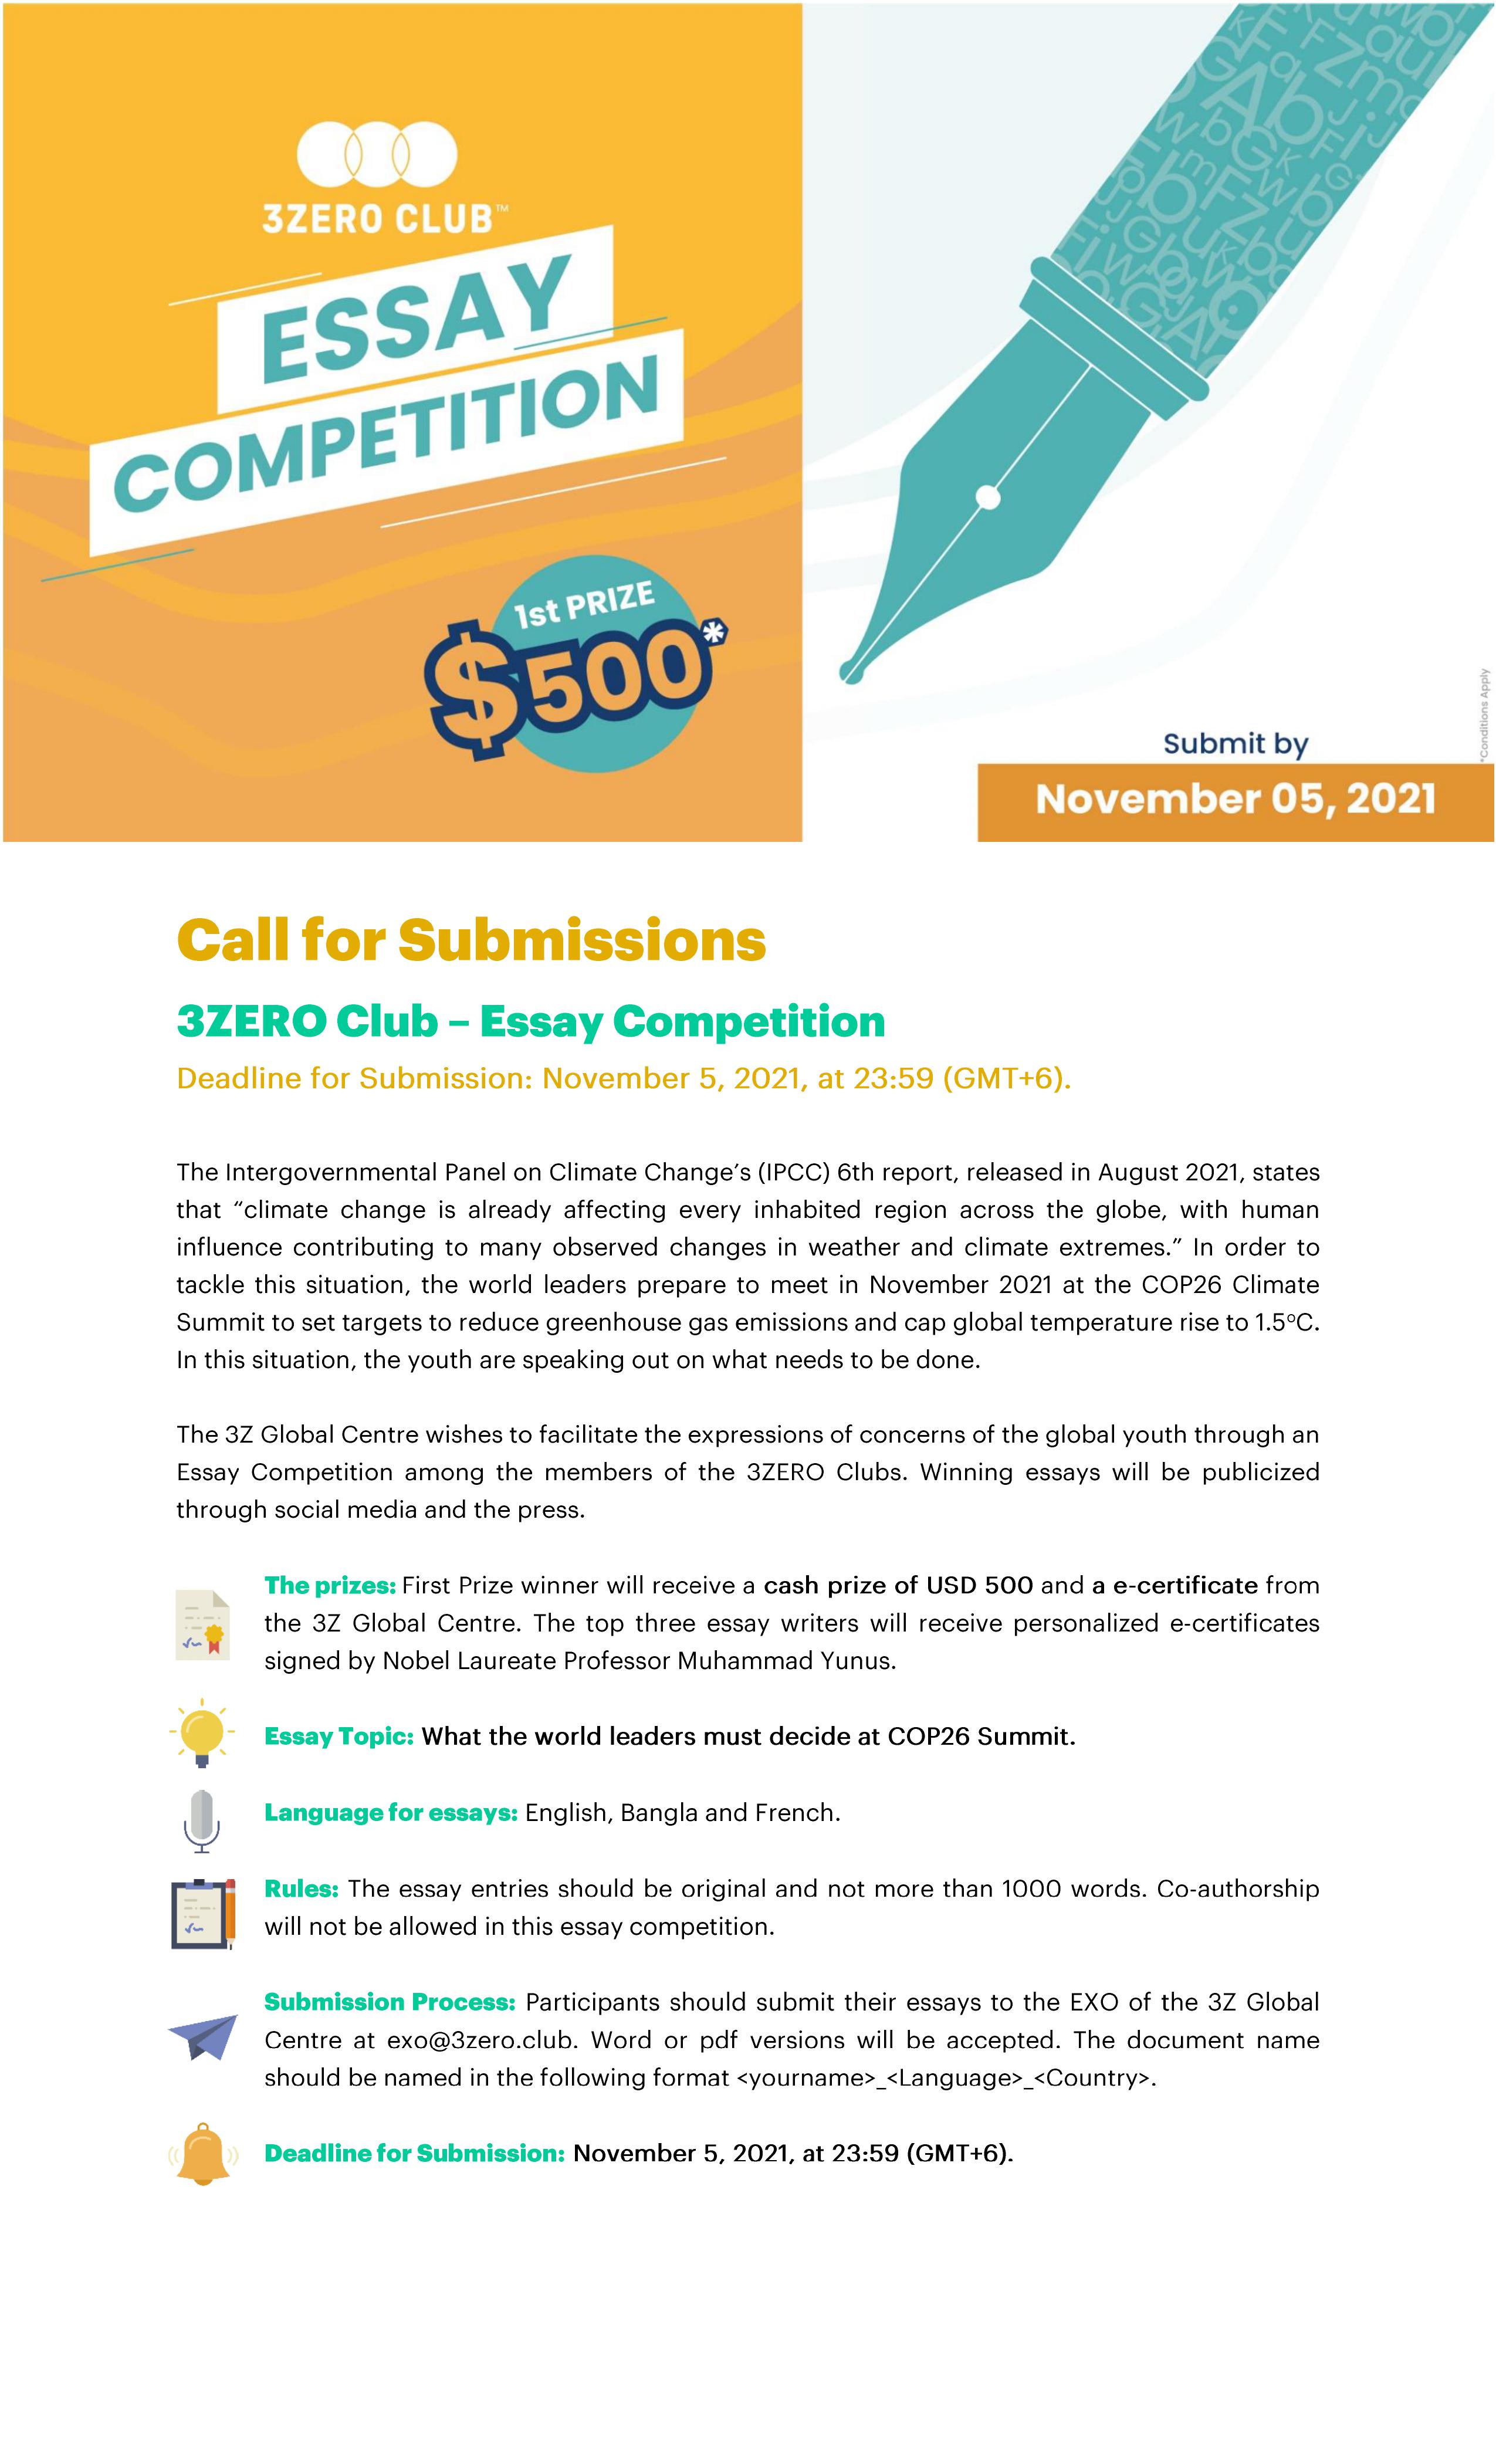 3ZERO CLUB™
ESSAY
COMPETITION
1st PRIZE
$500*
*Conditions Apply
Submit by
November 05, 2021
Call for Submissions
3ZERO Club – Essay Competition
Deadline for Submission: November 5, 2021, at 23:59 (GMT+6).
The Intergovernmental Panel on Climate Change’s (IPCC) 6th report, released in August 2021, states
that “climate change is already affecting every inhabited region across the globe, with human
influence contributing to many observed changes in weather and climate extremes.” In order to
tackle this situation, the world leaders prepare to meet in November 2021 at the COP26 Climate
Summit to set targets to reduce greenhouse gas emissions and cap global temperature rise to 1.5°C.
In this situation, the youth are speaking out on what needs to be done.
The 3Z Global Centre wishes to facilitate the expressions of concerns of the global youth through an
Essay Competition among the members of the 3ZERO Clubs. Winning essays will be publicized
through social media and the press.
The prizes: First Prize winner will receive a cash prize of USD 500 and a e-certificate from
the 3Z Global Centre. The top three essay writers will receive personalized e-certificates
signed by Nobel Laureate Professor Muhammad Yunus.
Essay Topic: What the world leaders must decide at COP26 Summit.
Language for essays: English, Bangla and French.
Rules: The essay entries should be original and not more than 1000 words. Co-authorship
will not be allowed in this essay competition.
Submission Process: Participants should submit their essays to the EXO of the 3Z Global
Centre at exo@3zero.club. Word or pdf versions will be accepted. The document name
should be named in the following format <yourname>_<Language>_<Country>.
Deadline for Submission: November 5, 2021, at 23:59 (GMT+6).